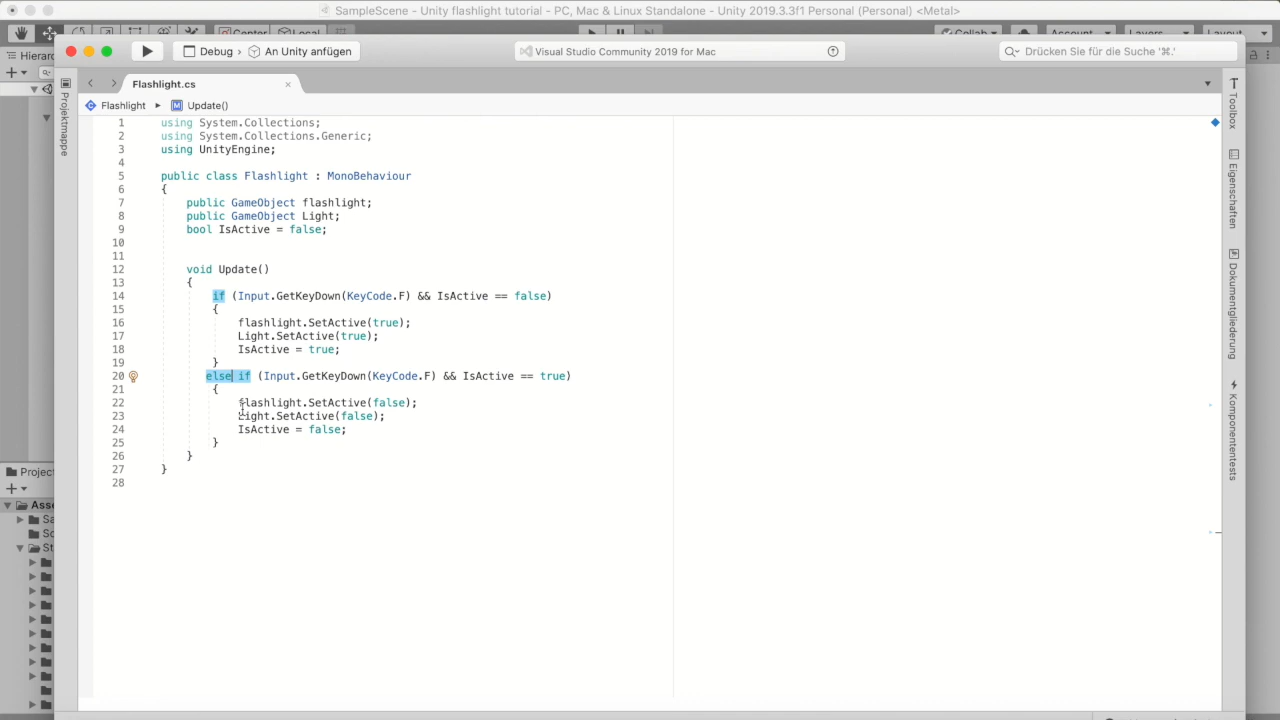 SampleScene - Unity flashlight tutorial - PC, Mac & Linux Standalone - Unity 2019.3.3f1 Personal (Personal) <Metal>
Center
Local
Collab
Account
Layers
Layout
Hierarc
Debug › An Unity anfügen
Visual Studio Community 2019 for Mac
Drücken Sie für die Suche '⌘.'
Projektmappe
Flashlight.cs
Flashlight ▸ Update()
1 using System.Collections;
2 using System.Collections.Generic;
3 using UnityEngine;
4
5 public class Flashlight : MonoBehaviour
6 {
7 public GameObject flashlight;
8 public GameObject Light;
9 bool IsActive = false;
10
11
12 void Update()
13 {
14 if (Input.GetKeyDown(KeyCode.F) && IsActive == false)
15 {
16 flashlight.SetActive(true);
17 Light.SetActive(true);
18 IsActive = true;
19 }
20 else if (Input.GetKeyDown(KeyCode.F) && IsActive == true)
21 {
22 flashlight.SetActive(false);
23 Light.SetActive(false);
24 IsActive = false;
25 }
26 }
27 }
28
Toolbox
Eigenschaften
Dokumentgliederung
Komponententests
Projec
Asse
Sa
Sc
St